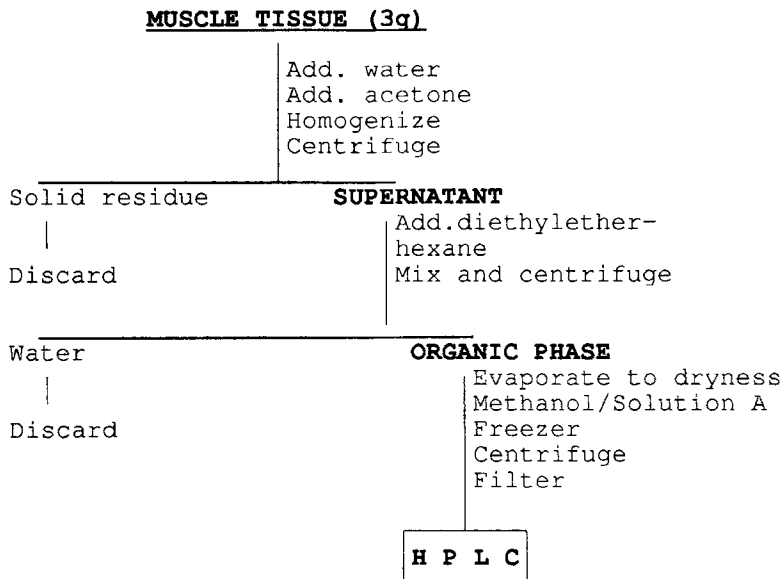 MUSCLE TISSUE (3g)
Add. water
Add. acetone
Homogenize
Centrifuge
Solid residue
SUPERNATANT
Add.diethylether-
hexane
Discard
Mix and centrifuge
Water
ORGANIC PHASE
Evaporate to dryness
Methanol/Solution A
Discard
Freezer
Centrifuge
Filter
H P L C